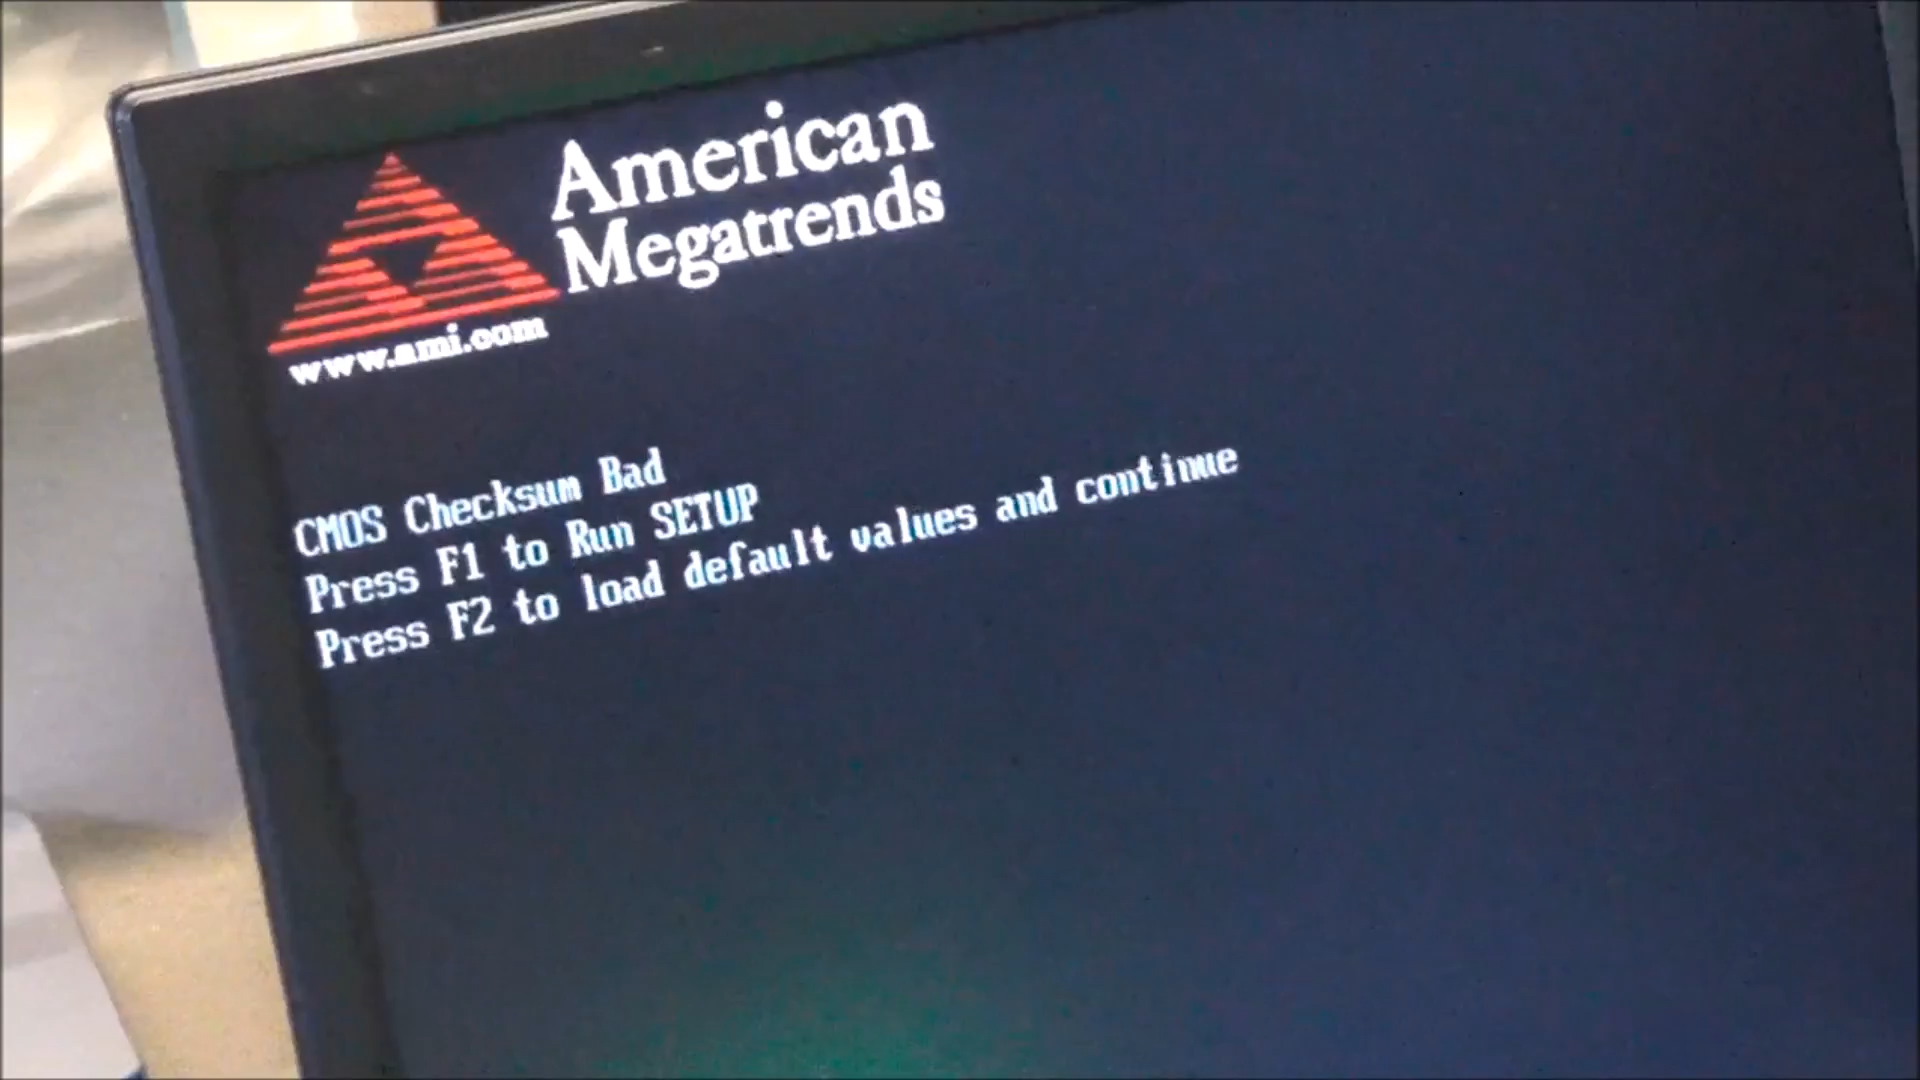 American
Megatrends
www.ami.com
CMOS Checksum Bad
Press F1 to Run SETUP
Press F2 to load default values and continue